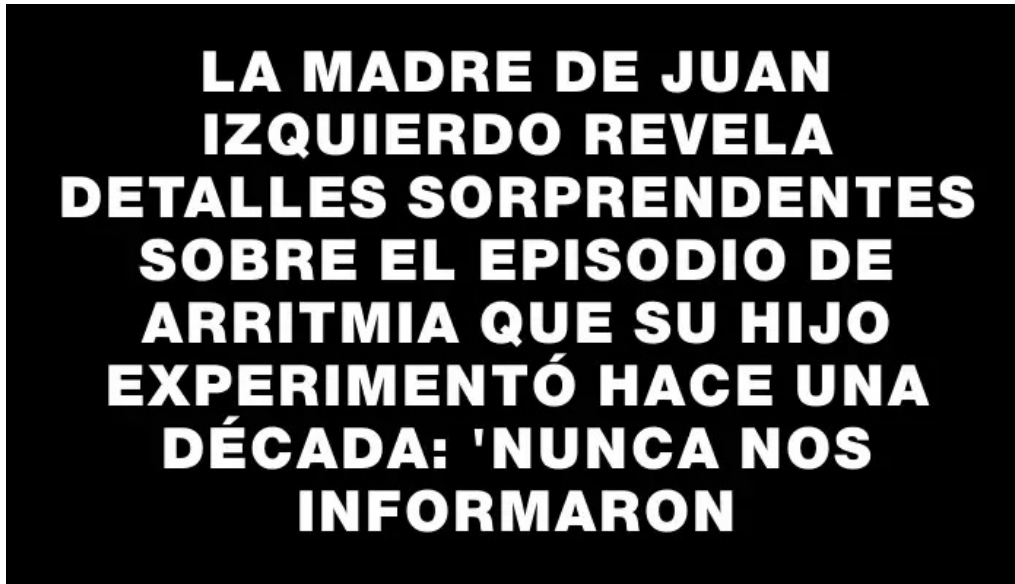 LA MADRE DE JUAN
IZQUIERDO REVELA
DETALLES SORPRENDENTES
SOBRE EL EPISODIO DE
ARRITMIA QUE SU HIJO
EXPERIMENTÓ HACE UNA
DÉCADA: 'NUNCA NOS
INFORMARON